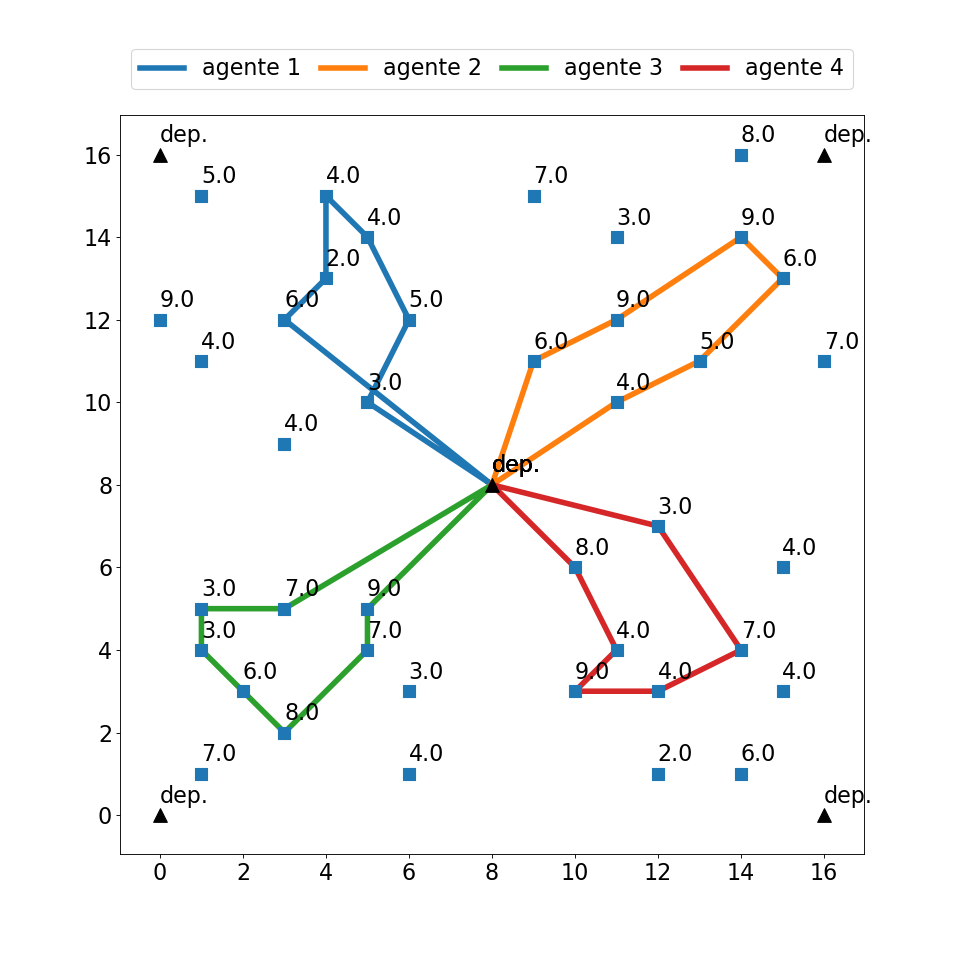 agente 1 agente 2 agente 3 agente 4
dep. 8.0 dep.
16
5.0 4.0 7.0
4.0 3.0 9.0
14
2.0 6.0
9.0 6.0 5.0 9.0
12
4.0 6.0 5.0 7.0
3.0 4.0
10
4.0
dep. dep.
8
3.0
8.0 4.0
6
3.0 7.0 9.0
3.0 7.0 4.0 7.0
4
6.0 3.0 9.0 4.0 4.0
8.0
2
7.0 4.0 2.0 6.0
dep. dep.
0
0 2 4 6 8 10 12 14 16